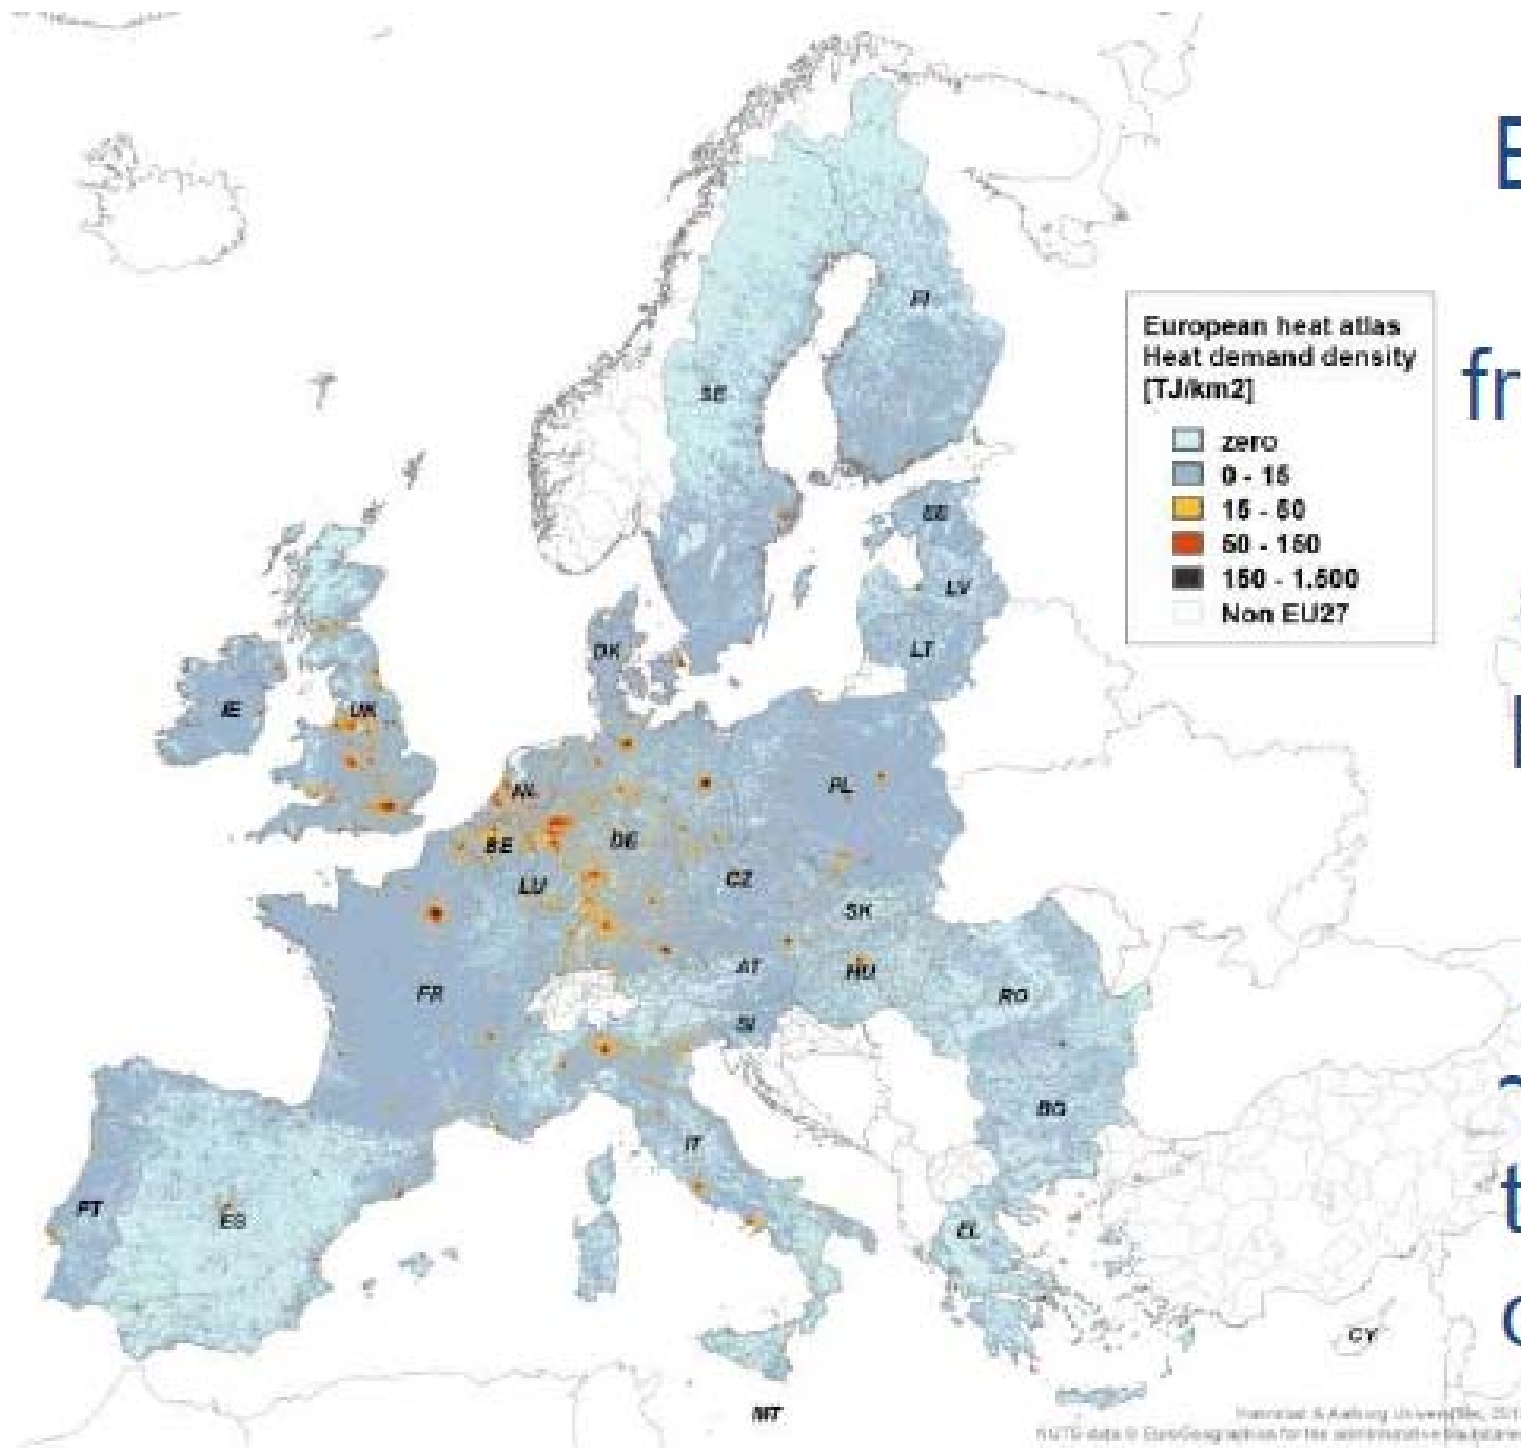 FI
SE
EE
LV
LT
DK
IE
UK
NL
PL
BE
DE
LU
CZ
SK
AT
HU
FR
RO
SI
BG
IT
PT
ES
EL
CY
MT
European heat atlas
Heat demand density
[TJ/km2]
zero
0 - 15
15 - 50
50 - 150
150 - 1.500
Non EU27
fr
t